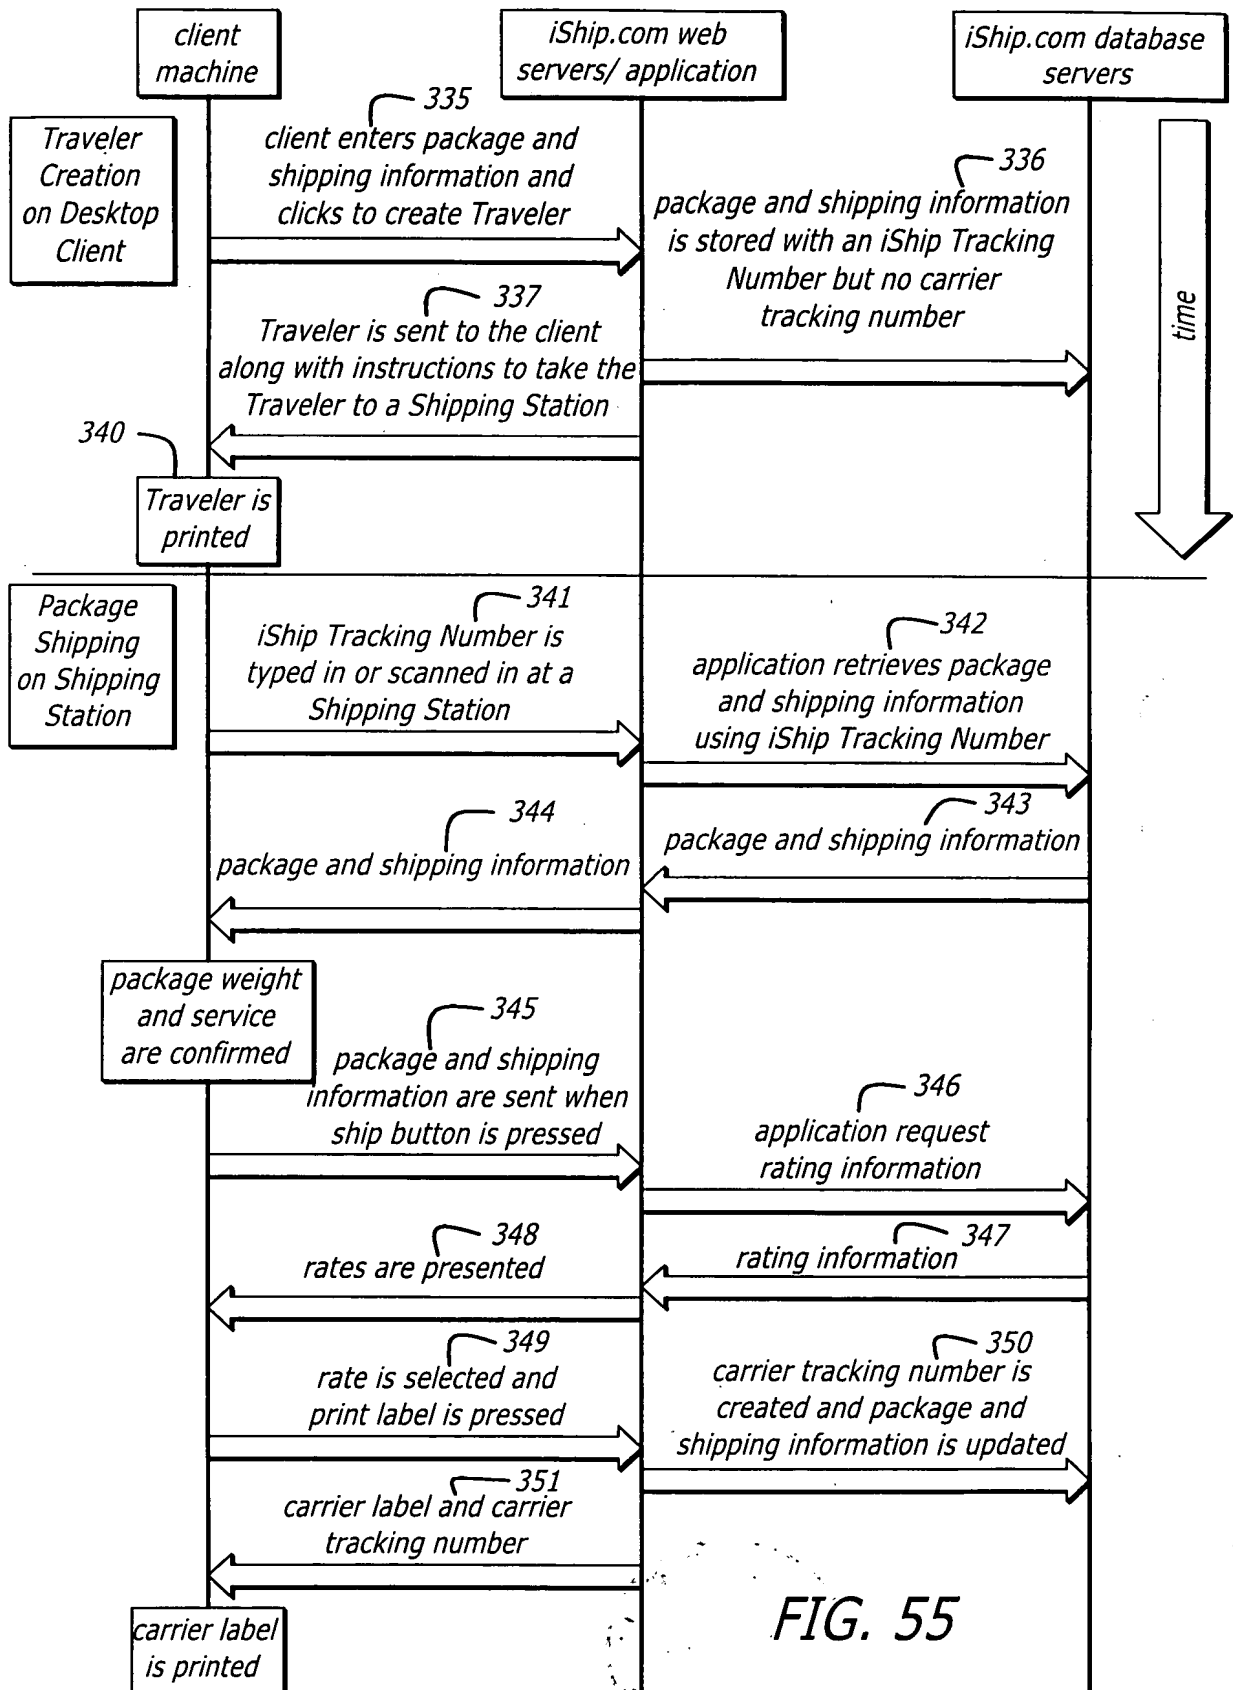 client
machine
iShip.com web
servers/ application
iShip.com database
servers
Traveler
Creation
on Desktop
Client
335
client enters package and
shipping information and
clicks to create Traveler
336
package and shipping information
is stored with an iShip Tracking
Number but no carrier
tracking number
time
337
Traveler is sent to the client
along with instructions to take the
Traveler to a Shipping Station
340
Traveler is
printed
Package
Shipping
on Shipping
Station
341
iShip Tracking Number is
typed in or scanned in at a
Shipping Station
342
application retrieves package
and shipping information
using iShip Tracking Number
343
package and shipping information
344
package and shipping information
package weight
and service
are confirmed
345
package and shipping
information are sent when
ship button is pressed
346
application request
rating information
347
rating information
348
rates are presented
349
rate is selected and
print label is pressed
350
carrier tracking number is
created and package and
shipping information is updated
351
carrier label and carrier
tracking number
carrier label
is printed
FIG. 55